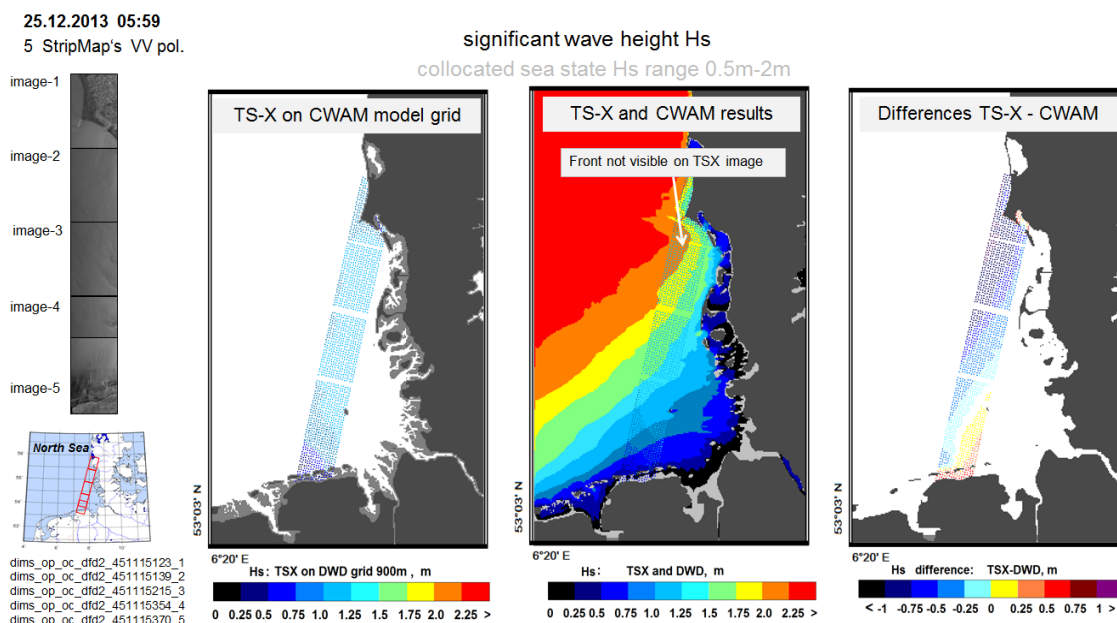 25.12.2013 05:59
5 StripMap's VV pol.
significant wave height Hs
collocated sea state Hs range 0.5m-2m
image-1
image-2
image-3
image-4
image-5
North Sea
dims_op_oc_dfd2_451115123_1
dims_op_oc_dfd2_451115139_2
dims_op_oc_dfd2_451115215_3
dims_op_oc_dfd2_451115354_4
dims_op_oc_dfd2_451115370_5
TS-X on CWAM model grid
53°03' N
6°20' E
Hs: TSX on DWD grid 900m , m
0 0.25 0.5 0.75 1.0 1.25 1.5 1.75 2.0 2.25 >
TS-X and CWAM results
Front not visible on TSX image
53°03' N
6°20' E
Hs: TSX and DWD, m
0 0.25 0.5 0.75 1.0 1.25 1.5 1.75 2.0 2.25 >
Differences TS-X - CWAM
53°03' N
6°20' E
Hs difference: TSX-DWD, m
< -1 -0.75 -0.5 -0.25 0 0.25 0.5 0.75 1 >